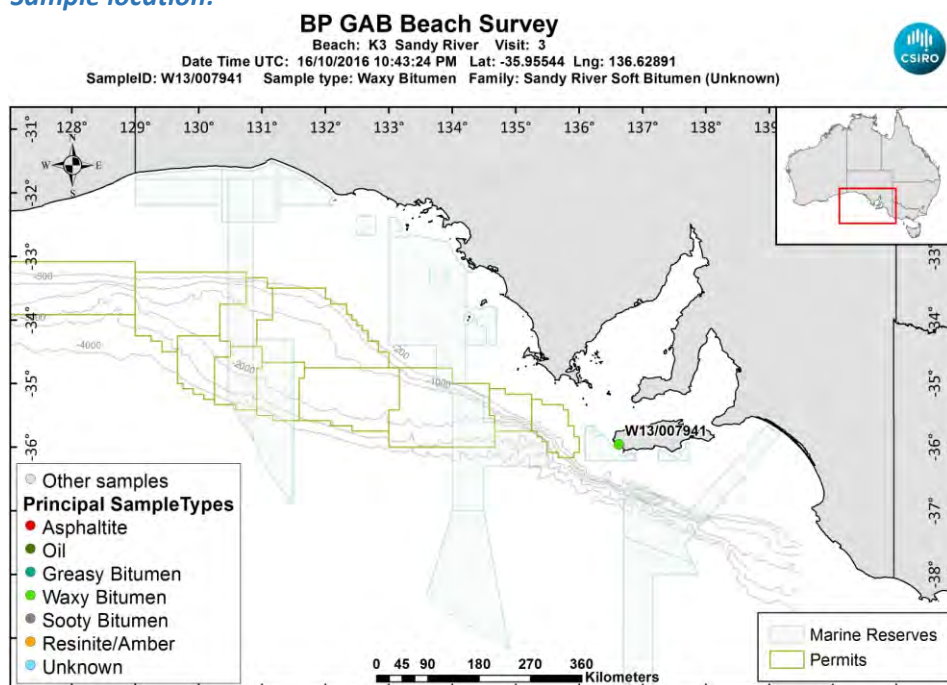 Sample location:
BP GAB Beach Survey
Beach: K3 Sandy River Visit: 3
Date Time UTC: 16/10/2016 10:43:24 PM Lat: -35.95544 Lng: 136.62891
SampleID: W13/007941 Sample type: Waxy Bitumen Family: Sandy River Soft Bitumen (Unknown)
CSIRO
128° 129° 130° 131° 132° 133° 134° 135° 136° 137° 138° 139
-31°
N
W E
S
-32°
-33°
-34°
-35°
-36°
-4000
-2000
-200
-1000
-33°
-34°
-35°
-36°
-37°
-38°
W13/007941
Other samples
Principal SampleTypes
Asphaltite
Oil
Greasy Bitumen
Waxy Bitumen
Sooty Bitumen
Resinite/Amber
Unknown
0 45 90 180 270 360
Kilometers
Marine Reserves
Permits